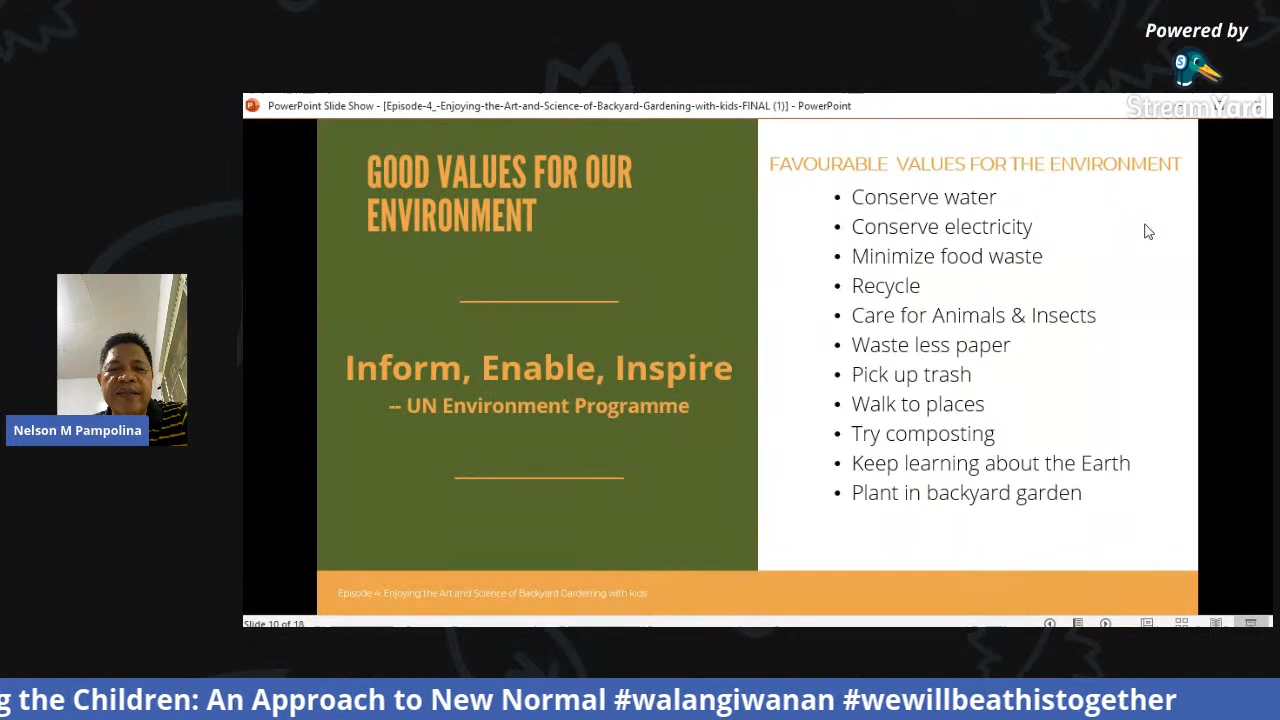 Powered by
StreamYard
PowerPoint Slide Show - [Episode-4_-Enjoying-the-Art-and-Science-of-Backyard-Gardening-with-kids-FINAL (1)] - PowerPoint
GOOD VALUES FOR OUR
ENVIRONMENT
Inform, Enable, Inspire
-- UN Environment Programme
FAVOURABLE VALUES FOR THE ENVIRONMENT
• Conserve water
• Conserve electricity
• Minimize food waste
• Recycle
• Care for Animals & Insects
• Waste less paper
• Pick up trash
• Walk to places
• Try composting
• Keep learning about the Earth
• Plant in backyard garden
Episode 4: Enjoying the Art and Science of Backyard Gardening with kids
Slide 10 of 18
Nelson M Pampolina
g the Children: An Approach to New Normal #walangiwanan #wewillbeathistogether